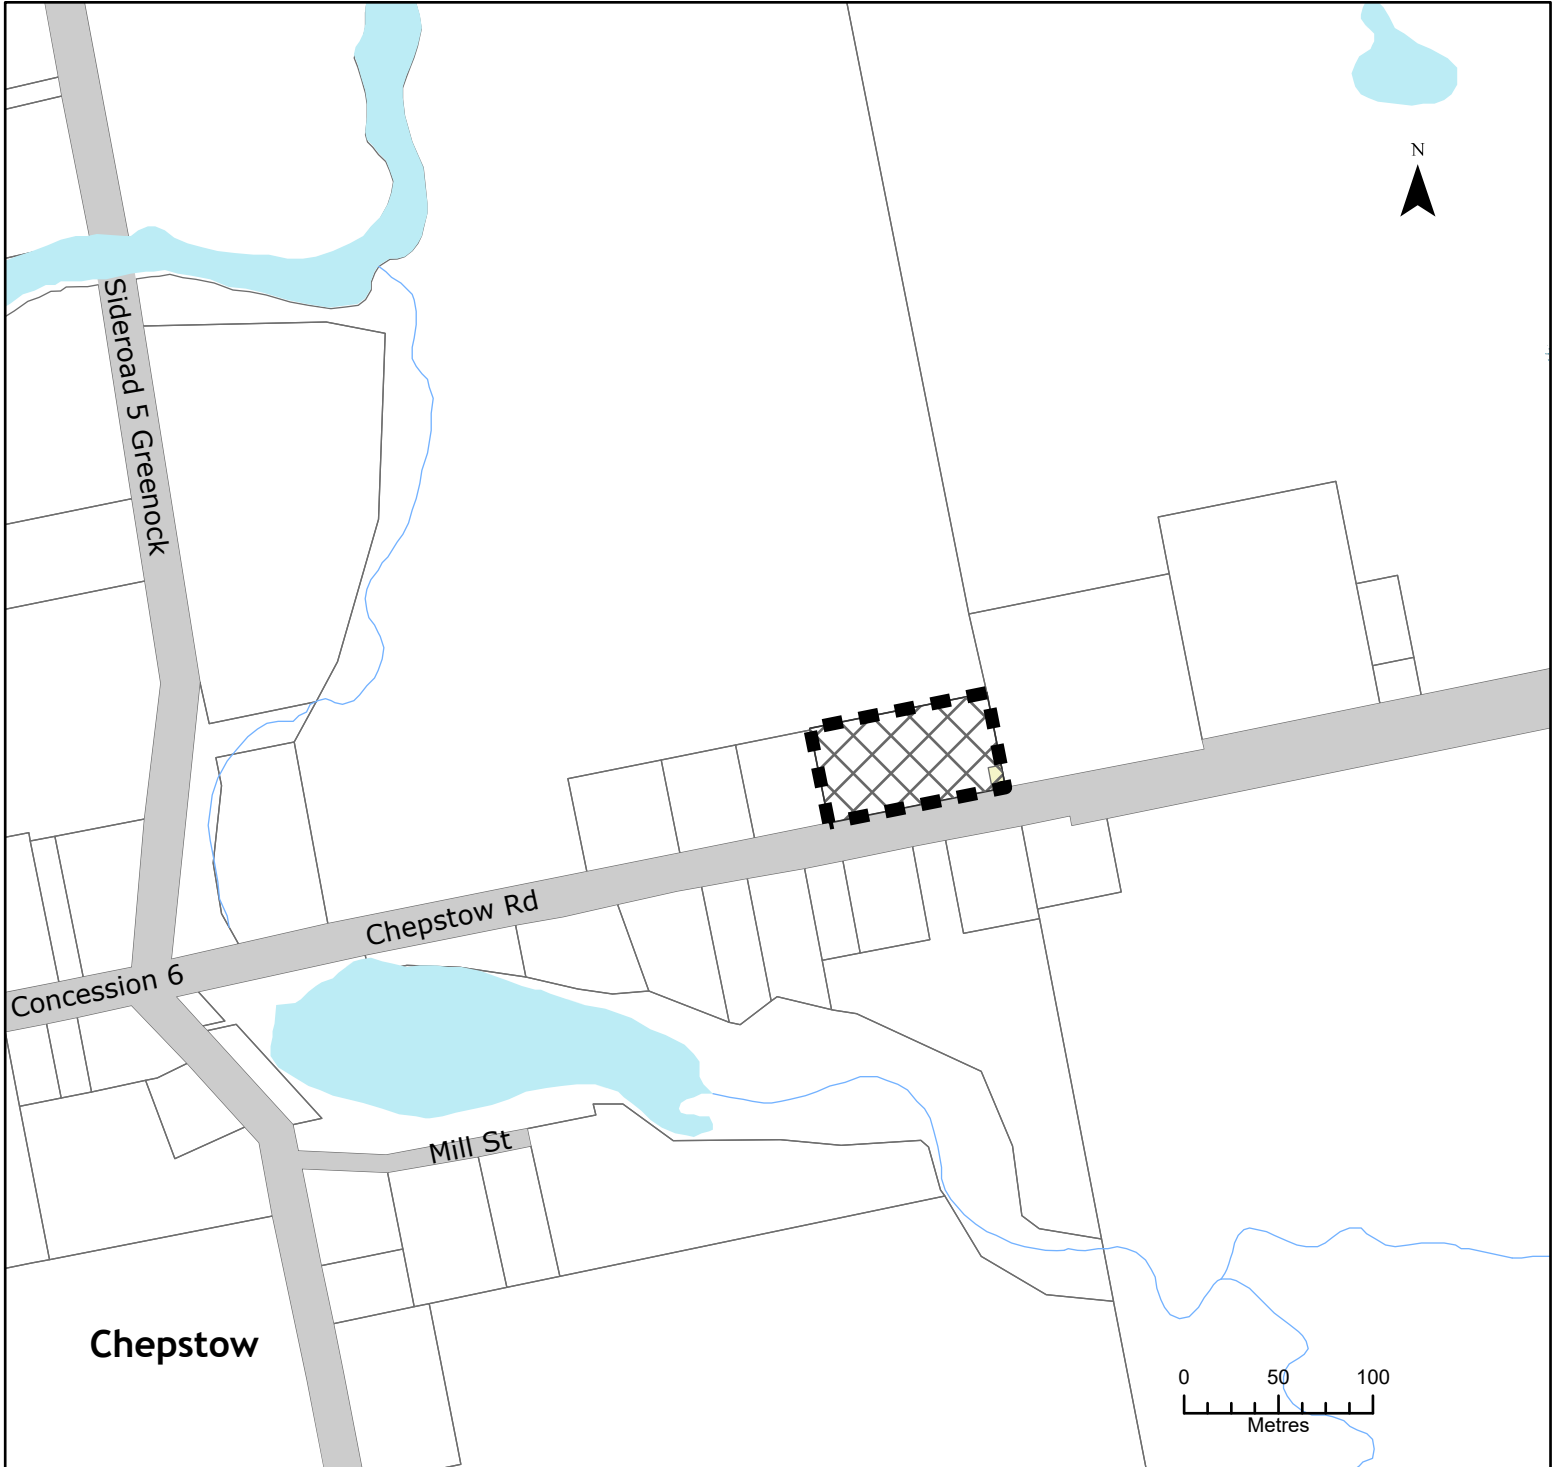 N
Sideroad 5 Greenock
Chepstow Rd
Concession 6
Mill St
Chepstow
0 50 100
Metres